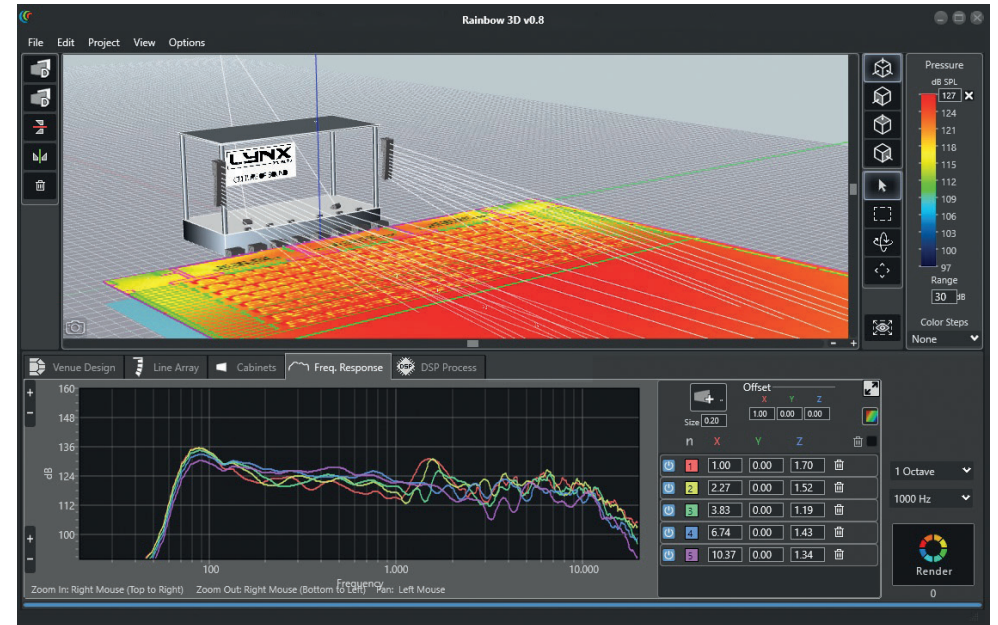 Rainbow 3D v0.8
File Edit Project View Options
D
D
LYNX
CULTURE OF SOUND
Pressure
dB SPL
127
124
121
118
115
112
109
106
103
100
97
Range
30 dB
Color Steps
None
- +
Venue Design Line Array Cabinets Freq. Response DSP DSP Process
+
-
+
-
160
148
136
124
112
100
dB
100 1.000 10.000
Frequency
Zoom In: Right Mouse (Top to Right) Zoom Out: Right Mouse (Bottom to Left) Pan: Left Mouse
Offset
X Y Z
Size 0.20 1.00 0.00 0.00
n X Y Z
1 1.00 0.00 1.70
2 2.27 0.00 1.52
3 3.83 0.00 1.19
4 6.74 0.00 1.43
5 10.37 0.00 1.34
1 Octave
1000 Hz
Render
0